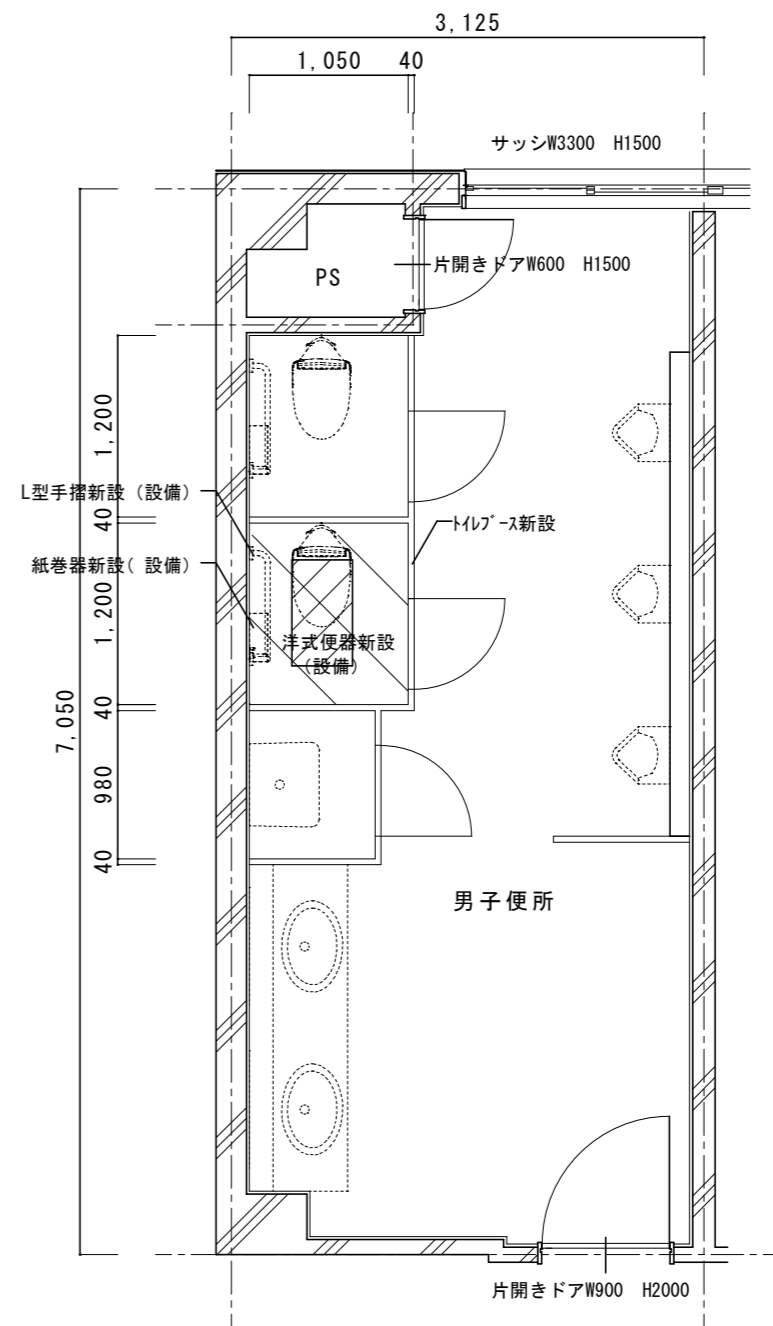 3,125
1,050
40
サッシW3300 H1500
片開きドアW600 H1500
PS
1,200
L型手摺新設（設備）
40
ﾄｲﾚﾌﾞｰｽ新設
紙巻器新設( 設備）
1,200
洋式便器新設
（設備）
7,050
40
980
40
男子便所
片開きドアW900 H2000